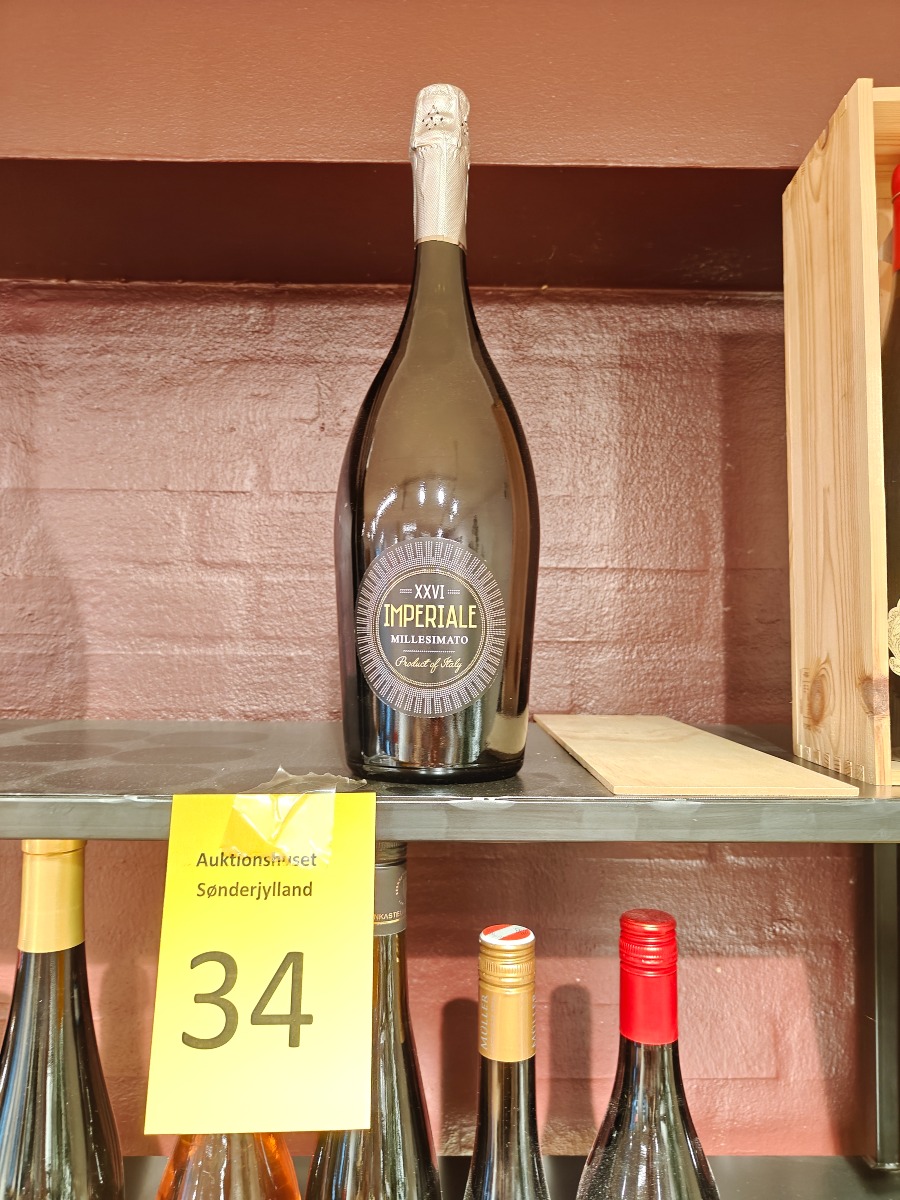 XXVI
IMPERIALE
MILLESIMATO
Product of Italy
Auktionshuset
Sønderjylland
34